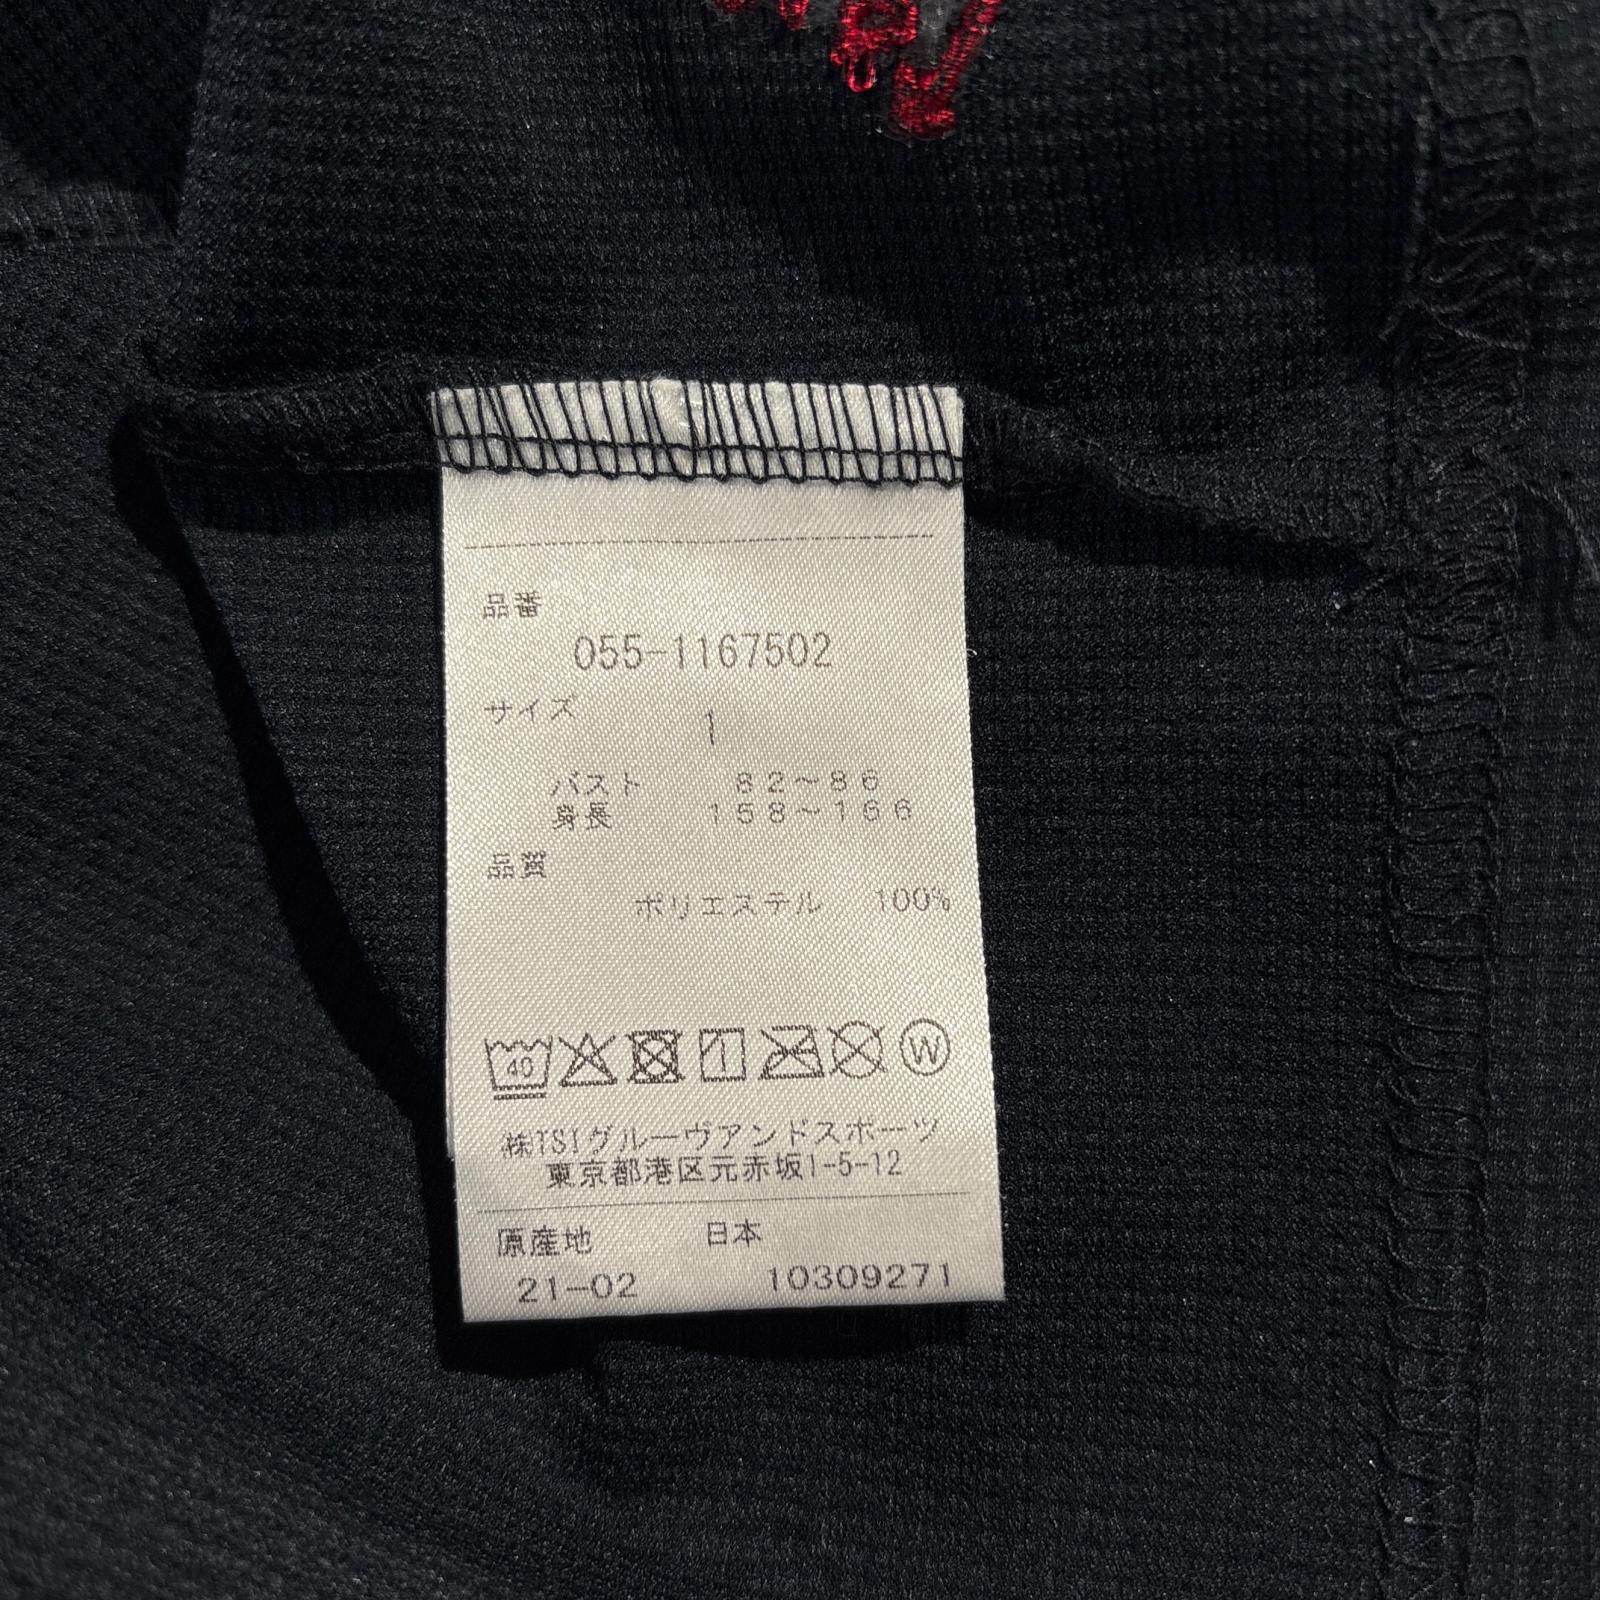 品番
055-1167502
サイズ 1
バスト 82〜86
身長 158〜166
品質
ポリエステル 100%
40 W
㈱TSIグルーヴアンドスポーツ
東京都港区元赤坂1-5-12
原産地 日本
21-02 10309271